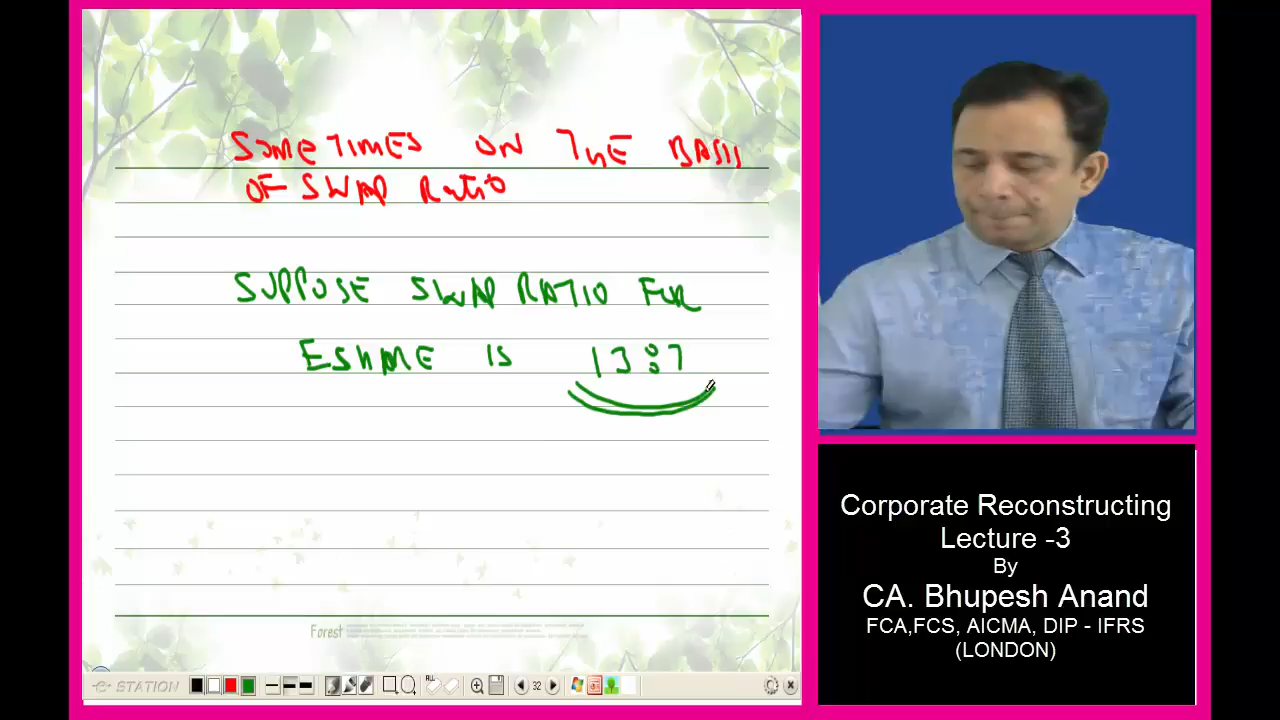 SOMETIMES ON THE BASIS
OF SWAP RATIO
SUPPOSE SWAP RATIO FOR
IS 13:7
Forest
e-STATION
32
Corporate Reconstructing
Lecture -3
By
CA. Bhupesh Anand
FCA,FCS, AICMA, DIP - IFRS
(LONDON)